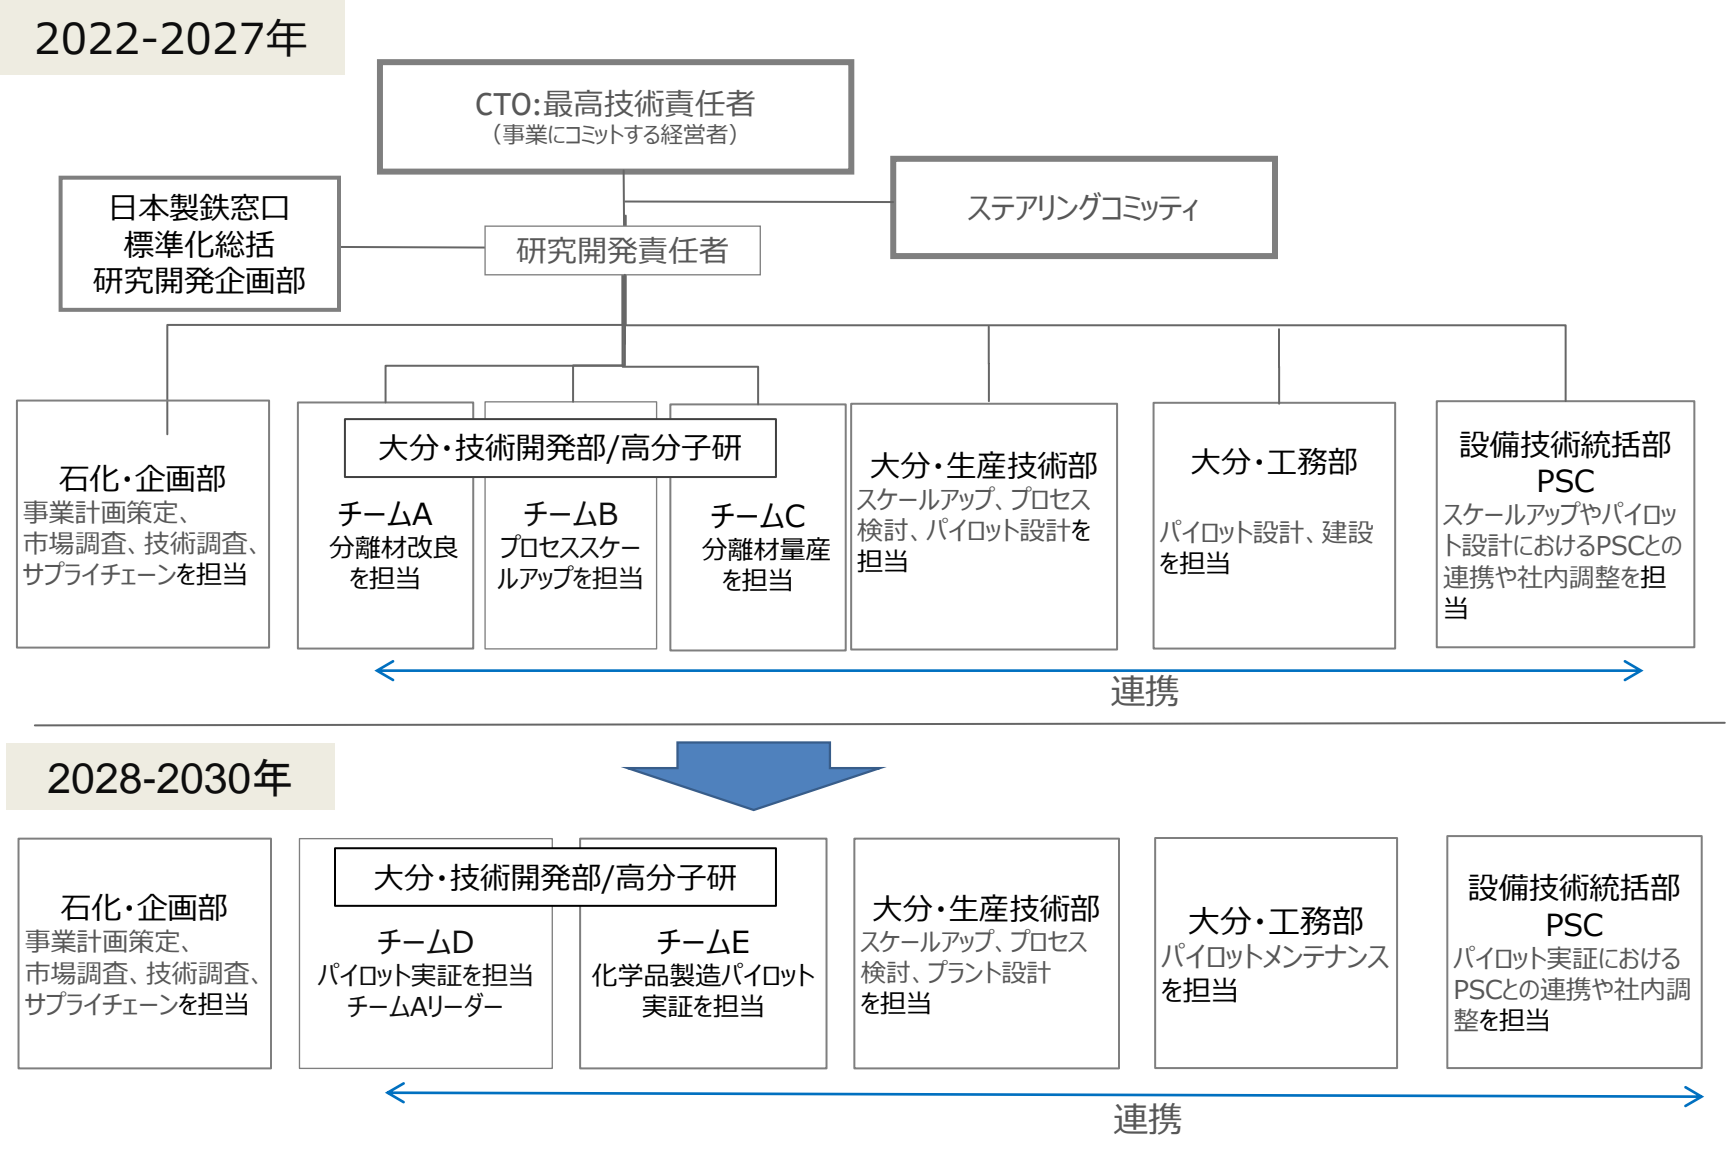 2022-2027年
CTO:最高技術責任者
（事業にコミットする経営者）
ステアリングコミッティ
日本製鉄窓口
標準化総括
研究開発企画部
研究開発責任者
石化・企画部
事業計画策定、
市場調査、技術調査、
サプライチェーンを担当
大分・技術開発部/高分子研
チームA
分離材改良
を担当
チームB
プロセススケー
ルアップを担当
チームC
分離材量産
を担当
大分・生産技術部
スケールアップ、プロセス
検討、パイロット設計を
担当
大分・工務部
パイロット設計、建設
を担当
設備技術統括部
PSC
スケールアップやパイロッ
ト設計におけるPSCとの
連携や社内調整を担
当
連携
2028-2030年
石化・企画部
事業計画策定、
市場調査、技術調査、
サプライチェーンを担当
大分・技術開発部/高分子研
チームD
パイロット実証を担当
チームAリーダー
チームE
化学品製造パイロット
実証を担当
大分・生産技術部
スケールアップ、プロセス
検討、プラント設計
を担当
大分・工務部
パイロットメンテナンス
を担当
設備技術統括部
PSC
パイロット実証における
PSCとの連携や社内調
整を担当
連携